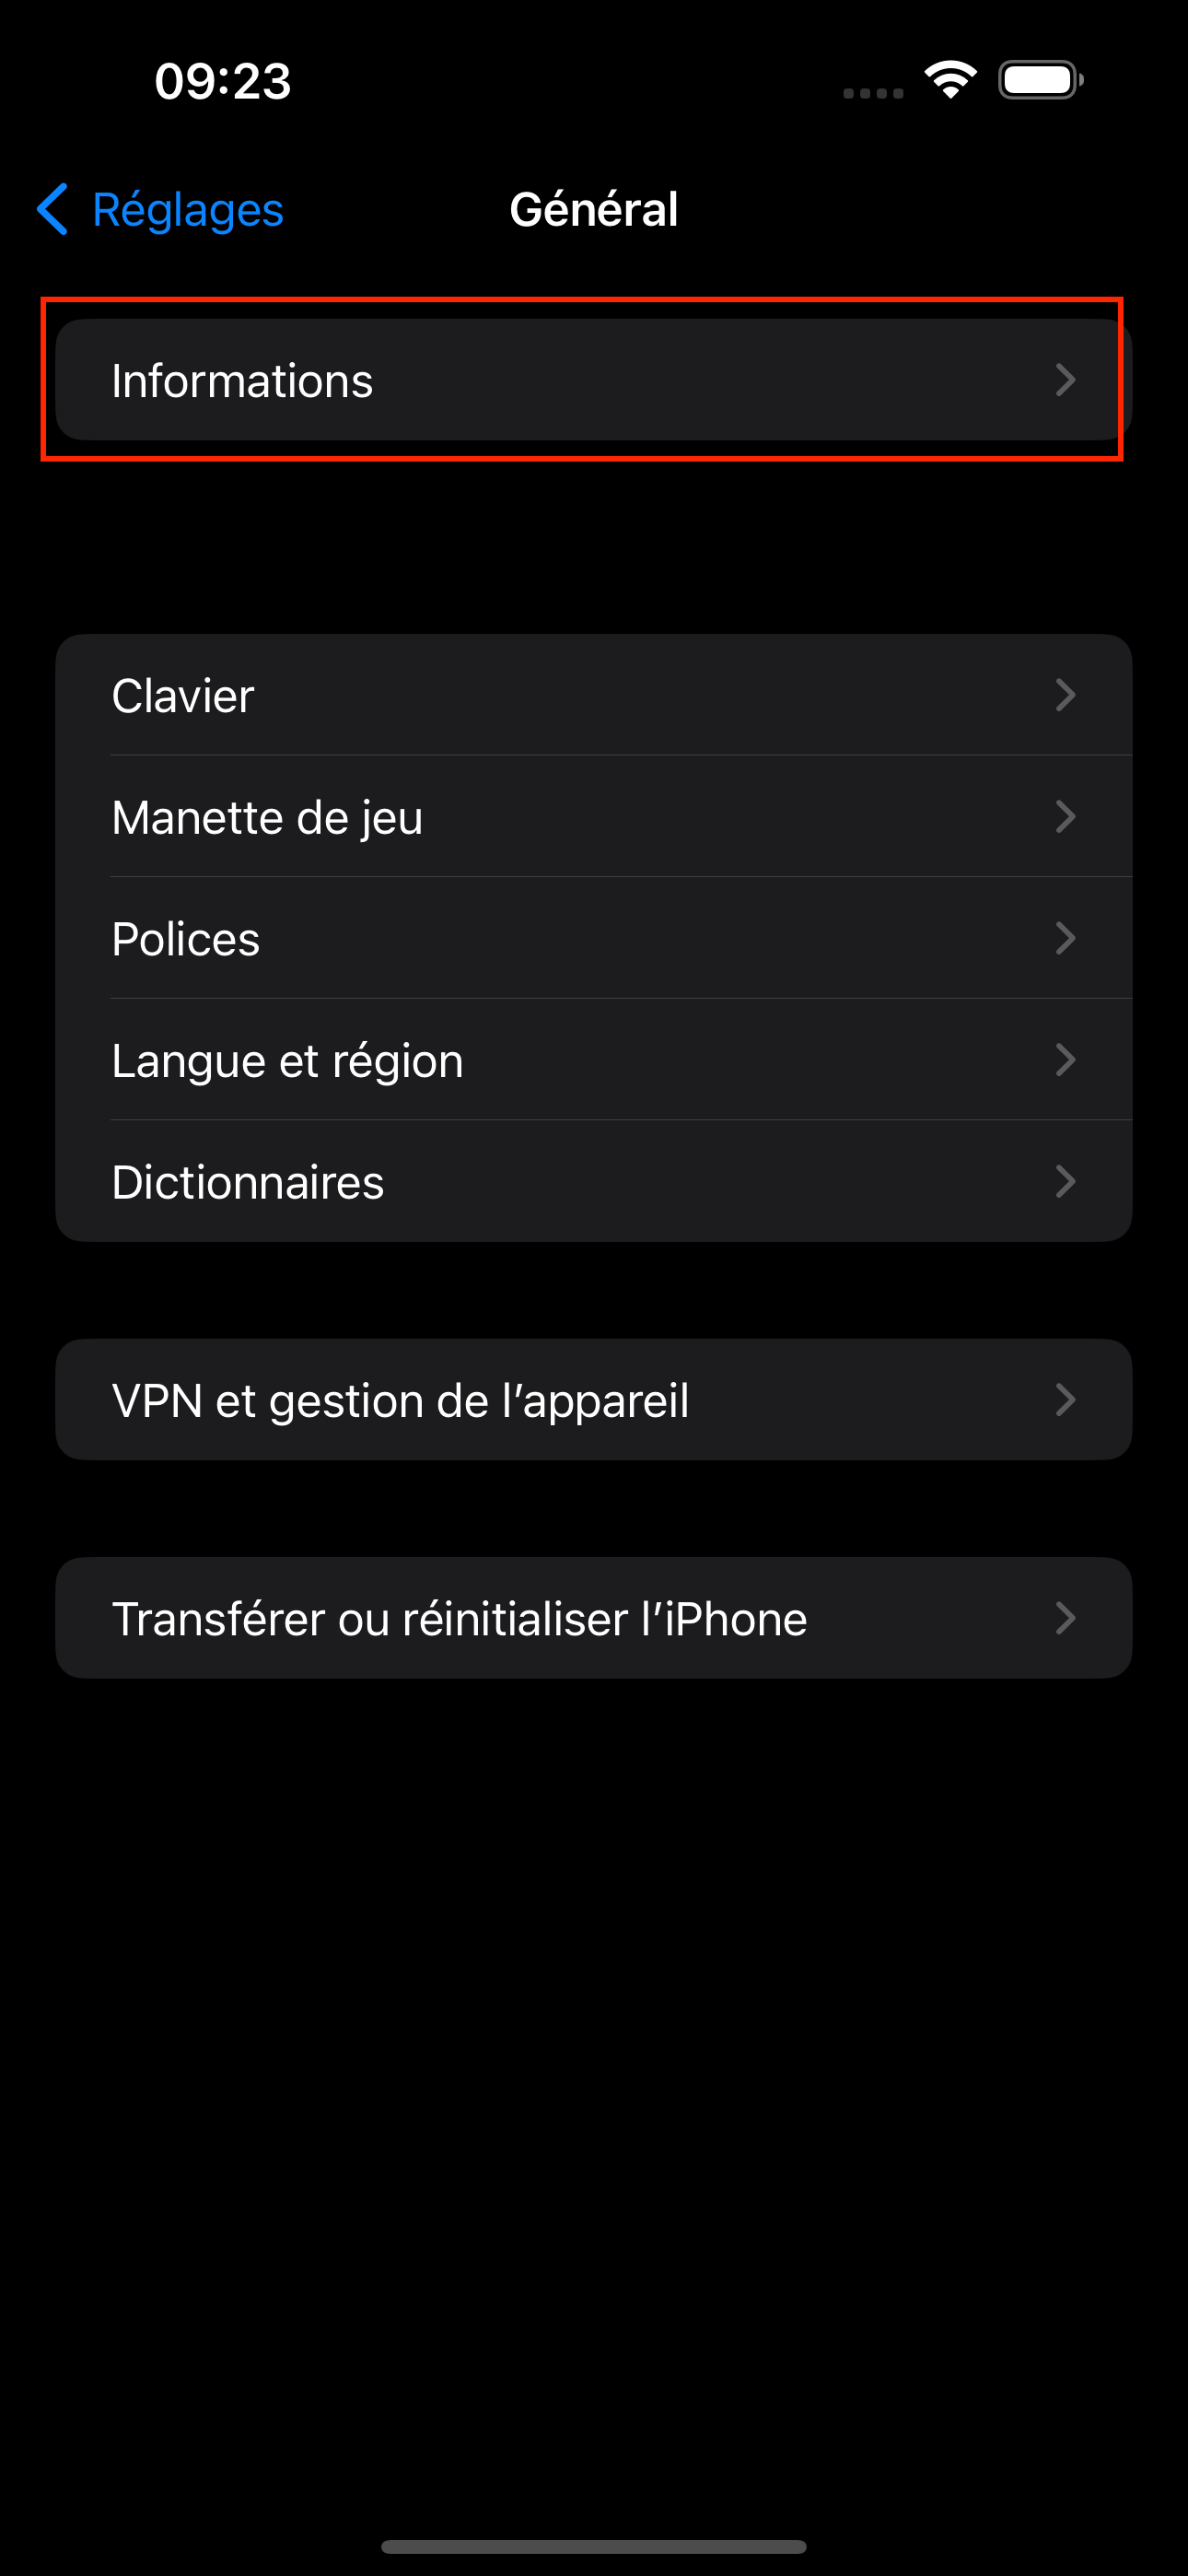 09:23
Réglages
Général
Informations
Clavier
Manette de jeu
Polices
Langue et région
Dictionnaires
VPN et gestion de l’appareil
Transférer ou réinitialiser l’iPhone